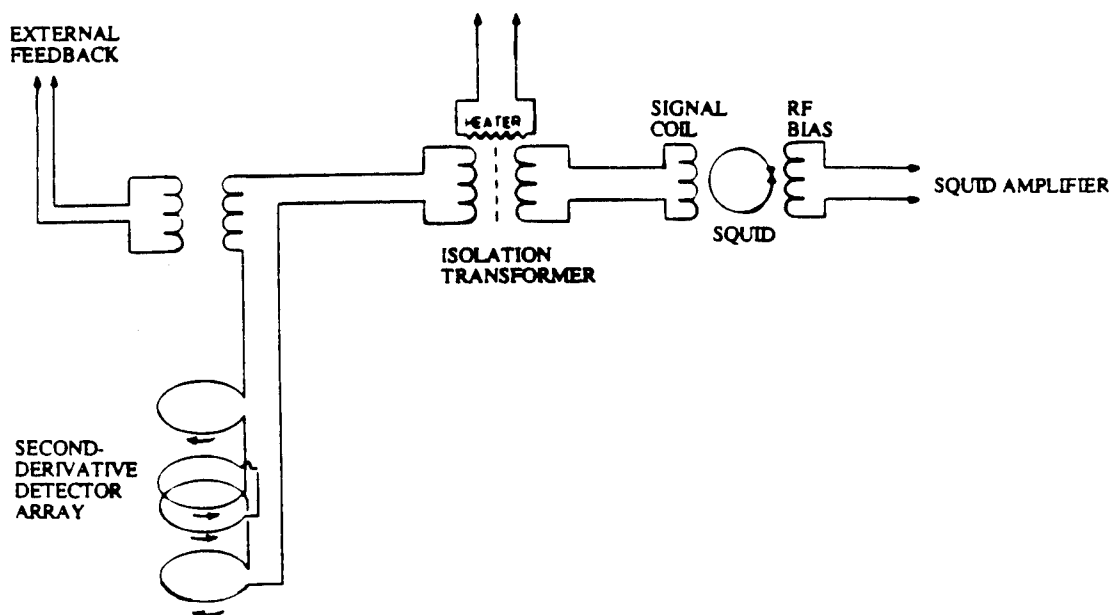 EXTERNAL
FEEDBACK
HEATER
SIGNAL
COIL
RF
BIAS
SQUID AMPLIFIER
SQUID
ISOLATION
TRANSFORMER
SECOND-
DERIVATIVE
DETECTOR
ARRAY